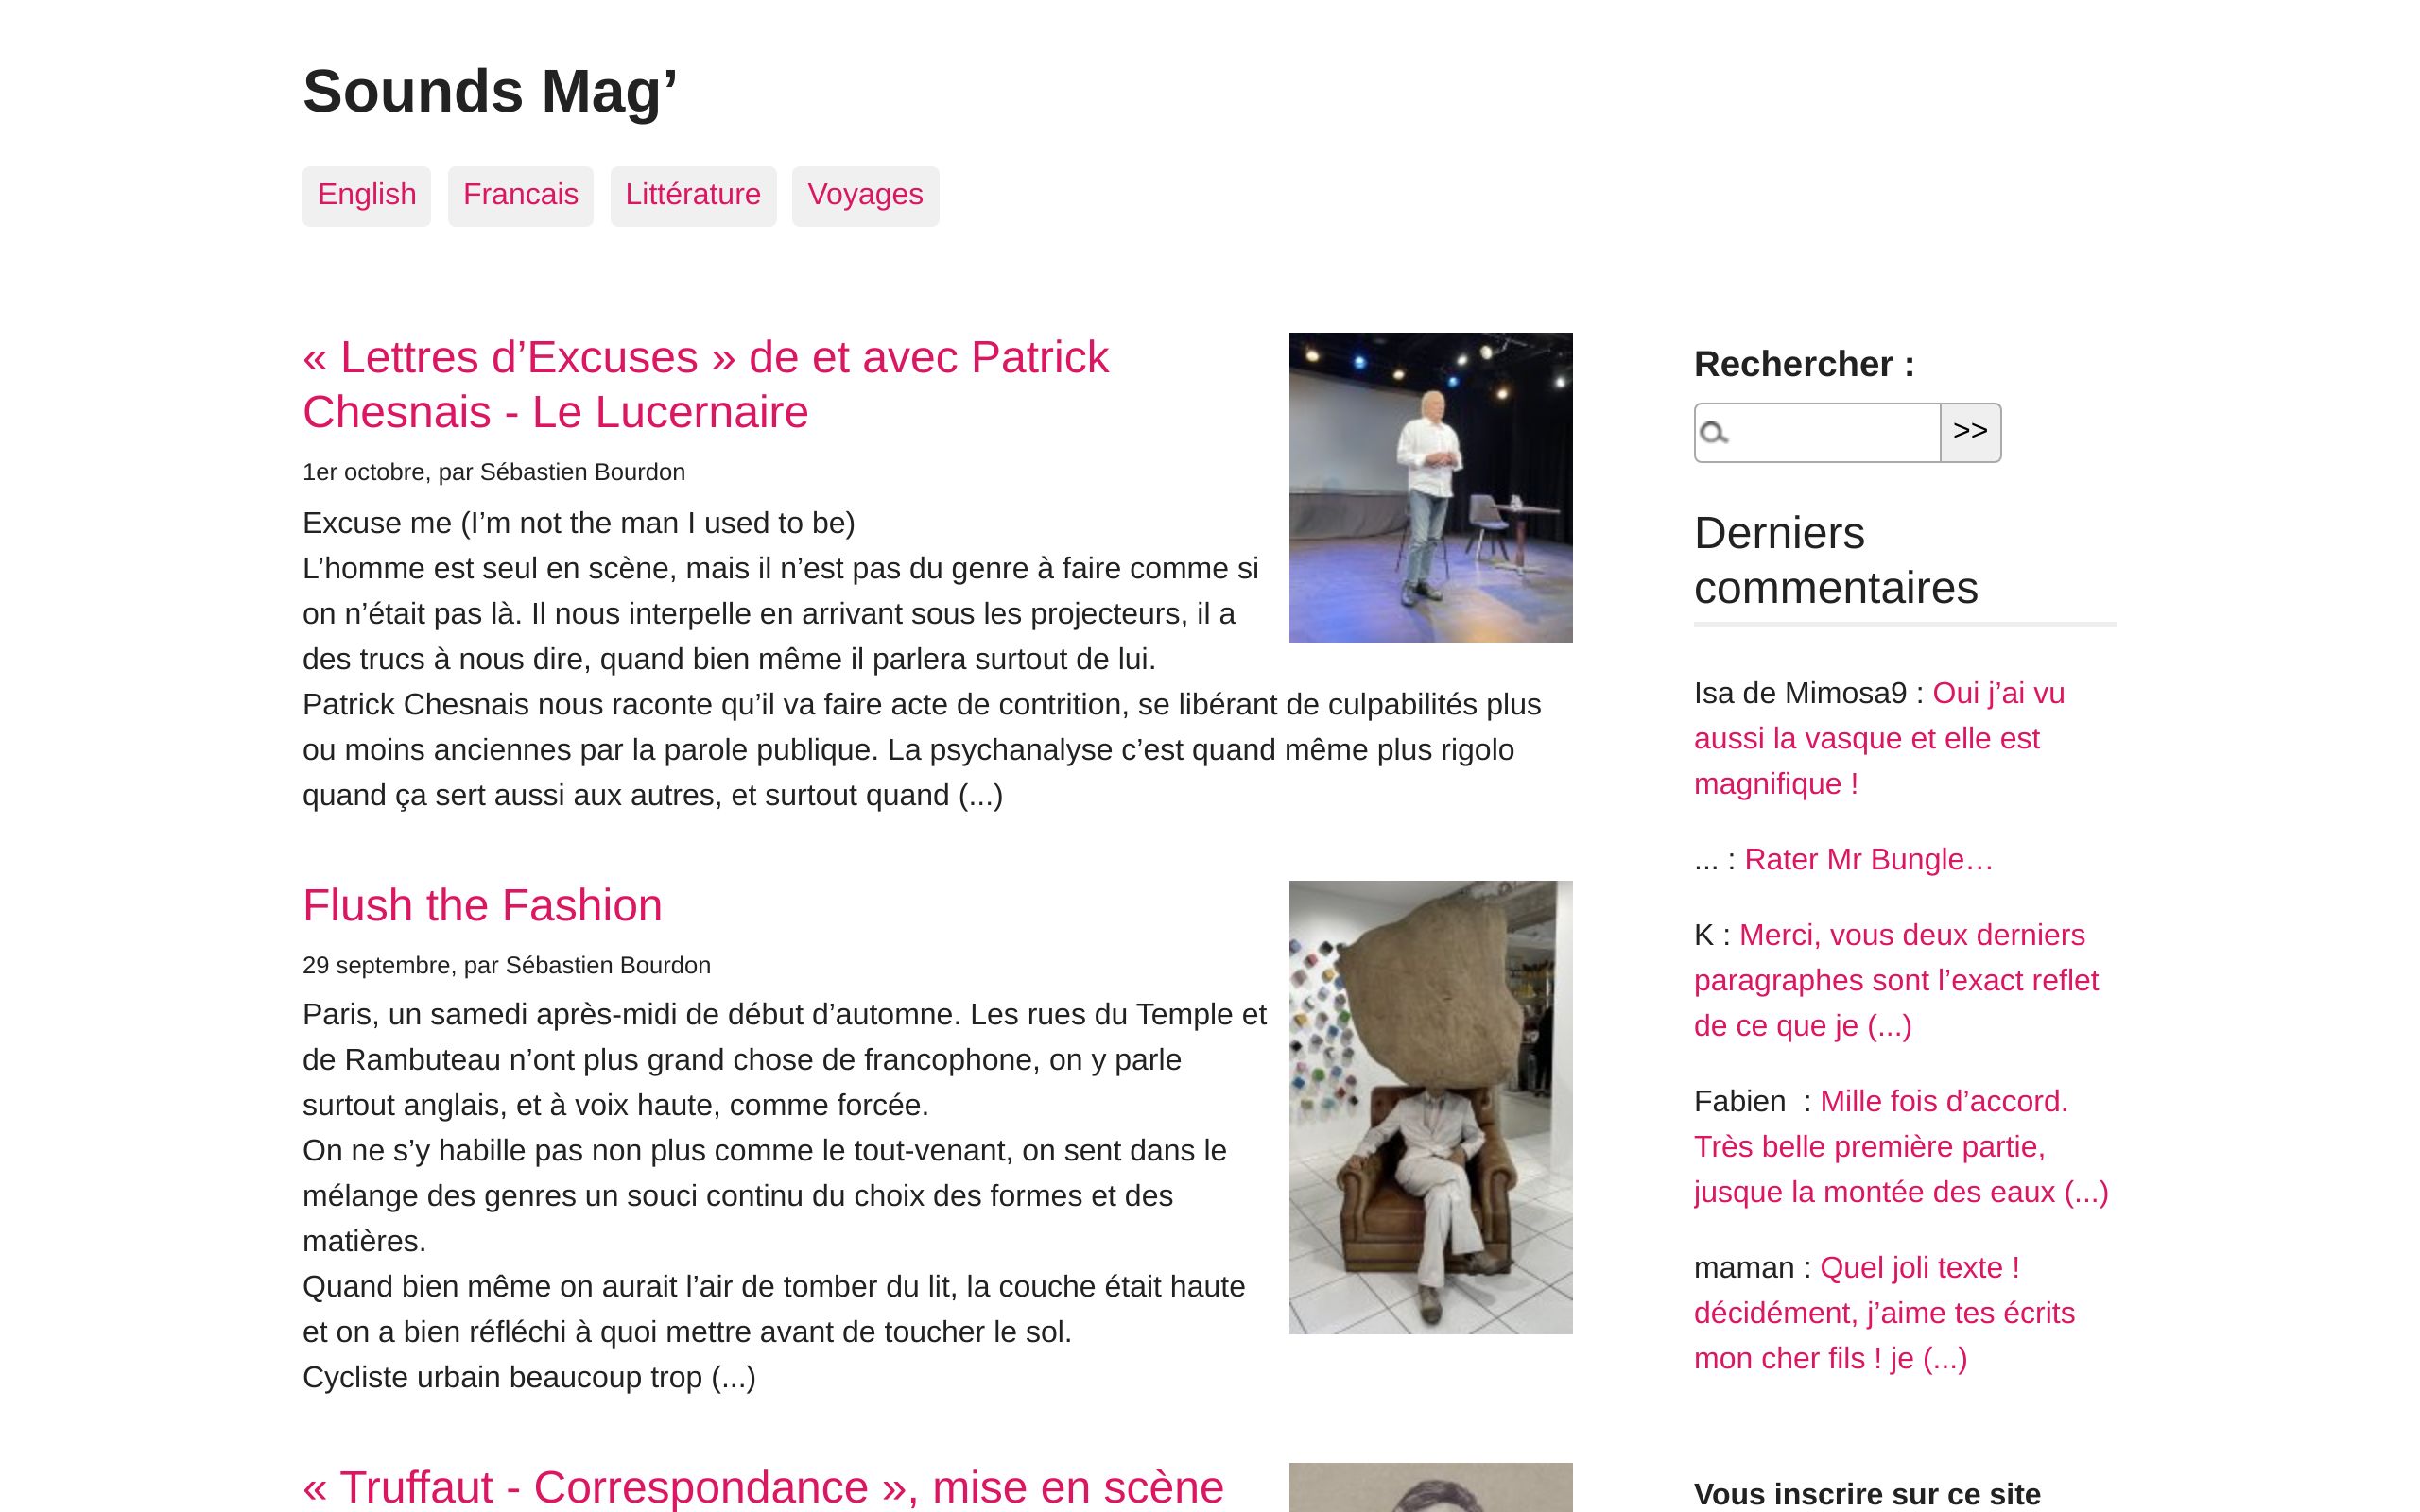 Sounds Mag’
English
Francais
Littérature
Voyages
« Lettres d’Excuses » de et avec Patrick
Chesnais - Le Lucernaire
1er octobre, par Sébastien Bourdon
Excuse me (I’m not the man I used to be)
L’homme est seul en scène, mais il n’est pas du genre à faire comme si
on n’était pas là. Il nous interpelle en arrivant sous les projecteurs, il a
des trucs à nous dire, quand bien même il parlera surtout de lui.
Patrick Chesnais nous raconte qu’il va faire acte de contrition, se libérant de culpabilités plus
ou moins anciennes par la parole publique. La psychanalyse c’est quand même plus rigolo
quand ça sert aussi aux autres, et surtout quand (...)
Flush the Fashion
29 septembre, par Sébastien Bourdon
Paris, un samedi après-midi de début d’automne. Les rues du Temple et
de Rambuteau n’ont plus grand chose de francophone, on y parle
surtout anglais, et à voix haute, comme forcée.
On ne s’y habille pas non plus comme le tout-venant, on sent dans le
mélange des genres un souci continu du choix des formes et des
matières.
Quand bien même on aurait l’air de tomber du lit, la couche était haute
et on a bien réfléchi à quoi mettre avant de toucher le sol.
Cycliste urbain beaucoup trop (...)
« Truffaut - Correspondance », mise en scène
Rechercher :
>>
Derniers
commentaires
Isa de Mimosa9 : Oui j’ai vu
aussi la vasque et elle est
magnifique !
... : Rater Mr Bungle…
K : Merci, vous deux derniers
paragraphes sont l’exact reflet
de ce que je (...)
Fabien  : Mille fois d’accord.
Très belle première partie,
jusque la montée des eaux (...)
maman : Quel joli texte !
décidément, j’aime tes écrits
mon cher fils ! je (...)
Vous inscrire sur ce site